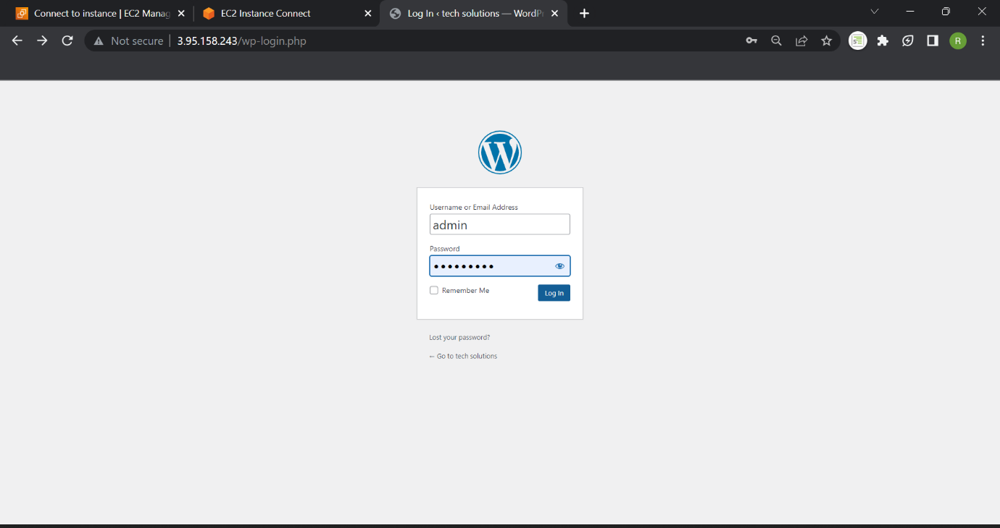 Connect to instance | EC2 Manag
EC2 Instance Connect
Log In ‹ tech solutions — WordPr
Not secure
3.95.158.243/wp-login.php
R
Username or Email Address
admin
Password
Remember Me
Log In
Lost your password?
← Go to tech solutions